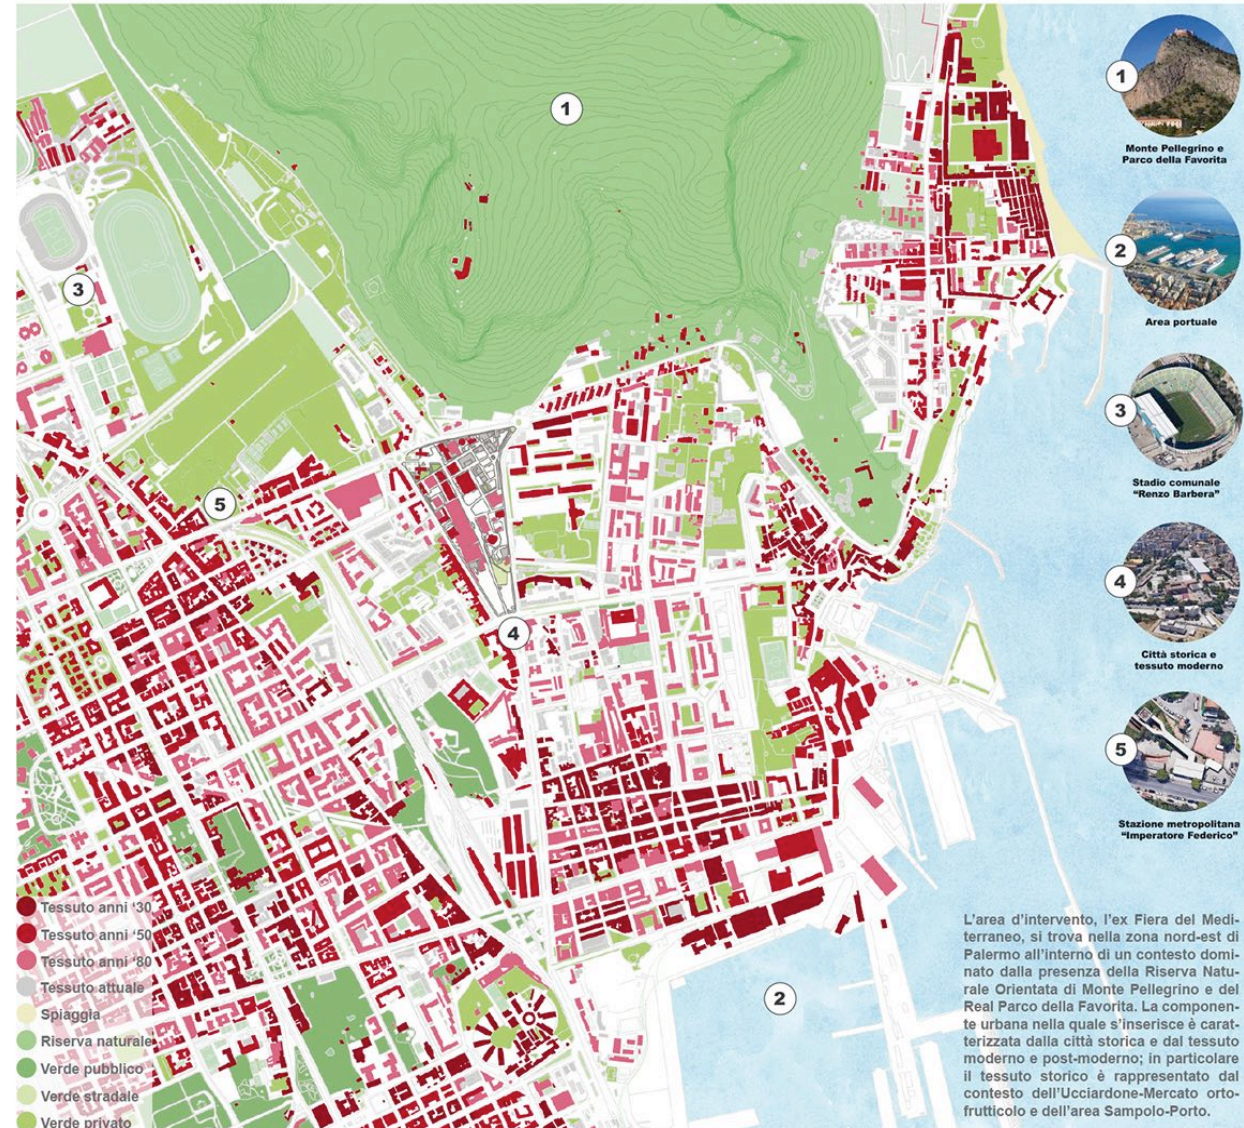 1
1
Monte Pellegrino e
Parco della Favorita
2
Area portuale
3
3
Stadio comunale
“Renzo Barbera”
5
4
4
Città storica e
tessuto moderno
5
Stazione metropolitana
“Imperatore Federico”
2
Tessuto anni ‘30
Tessuto anni ‘50
Tessuto anni ‘80
Tessuto attuale
Spiaggia
Riserva naturale
Verde pubblico
Verde stradale
Verde privato
L’area d’intervento, l’ex Fiera del Medi-
terraneo, si trova nella zona nord-est di
Palermo all’interno di un contesto domi-
nato dalla presenza della Riserva Natu-
rale Orientata di Monte Pellegrino e del
Real Parco della Favorita. La componen-
te urbana nella quale s’inserisce è carat-
terizzata dalla città storica e dal tessuto
moderno e post-moderno; in particolare
il tessuto storico è rappresentato dal
contesto dell’Ucciardone-Mercato orto-
frutticolo e dell’area Sampolo-Porto.